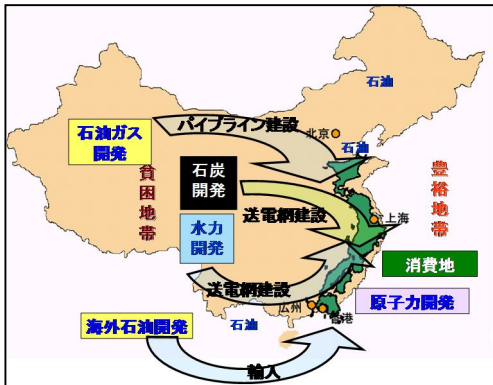 石油
パイプライン建設
北京
石油ガス
開発
石油
石炭
開発
貧困地帯
豊裕地帯
送電網建設
上海
水力
開発
消費地
送電網建設
原子力開発
広州
香港
海外石油開発
石油
輸入